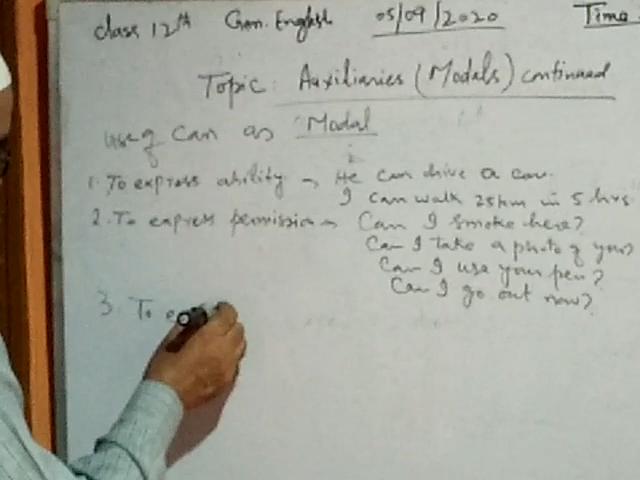 class 12th Gen. English 05/09/2020 Time
Topic: Auxiliaries (Modals) continued
use of Can as Modal
1. To express ability → He can drive a car.
I can walk 25km in 5 hrs
2. To express permission → Can I smoke here?
Can I take a photo of you?
Can I use your pen?
Can I go out now?
3. To e